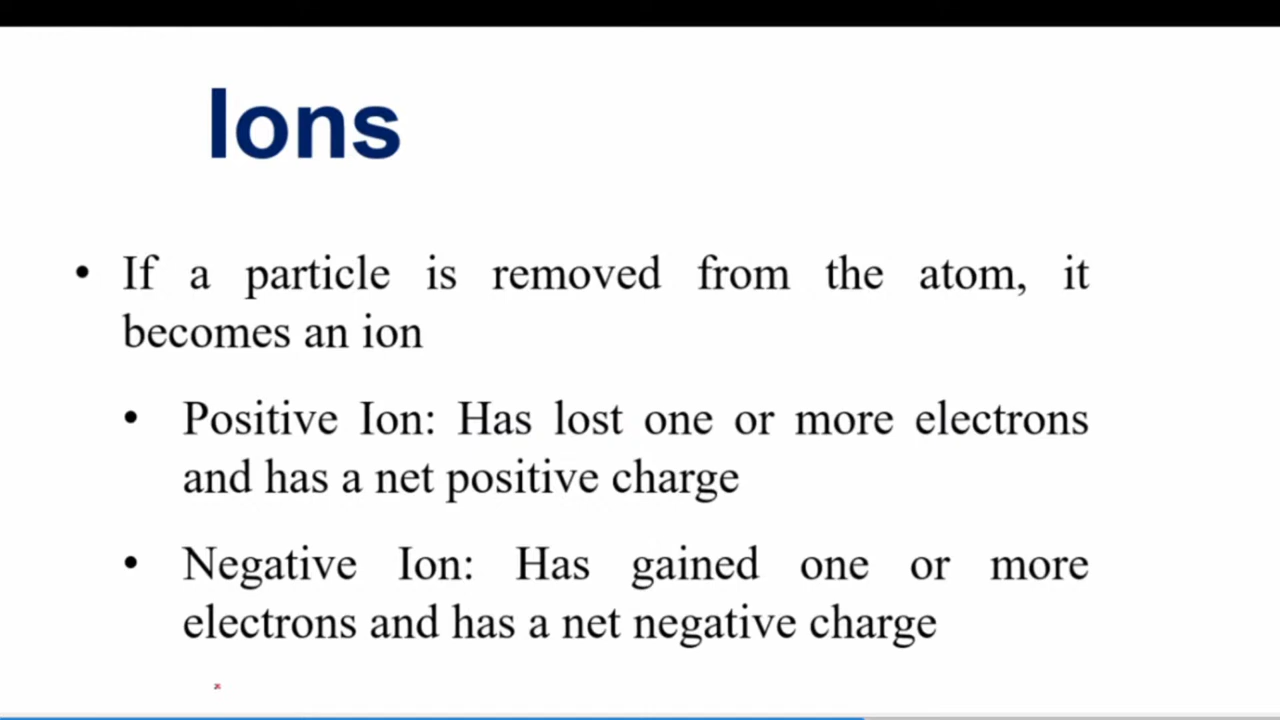 Ions
• If a particle is removed from the atom, it
becomes an ion
• Positive Ion: Has lost one or more electrons
and has a net positive charge
• Negative Ion: Has gained one or more
electrons and has a net negative charge